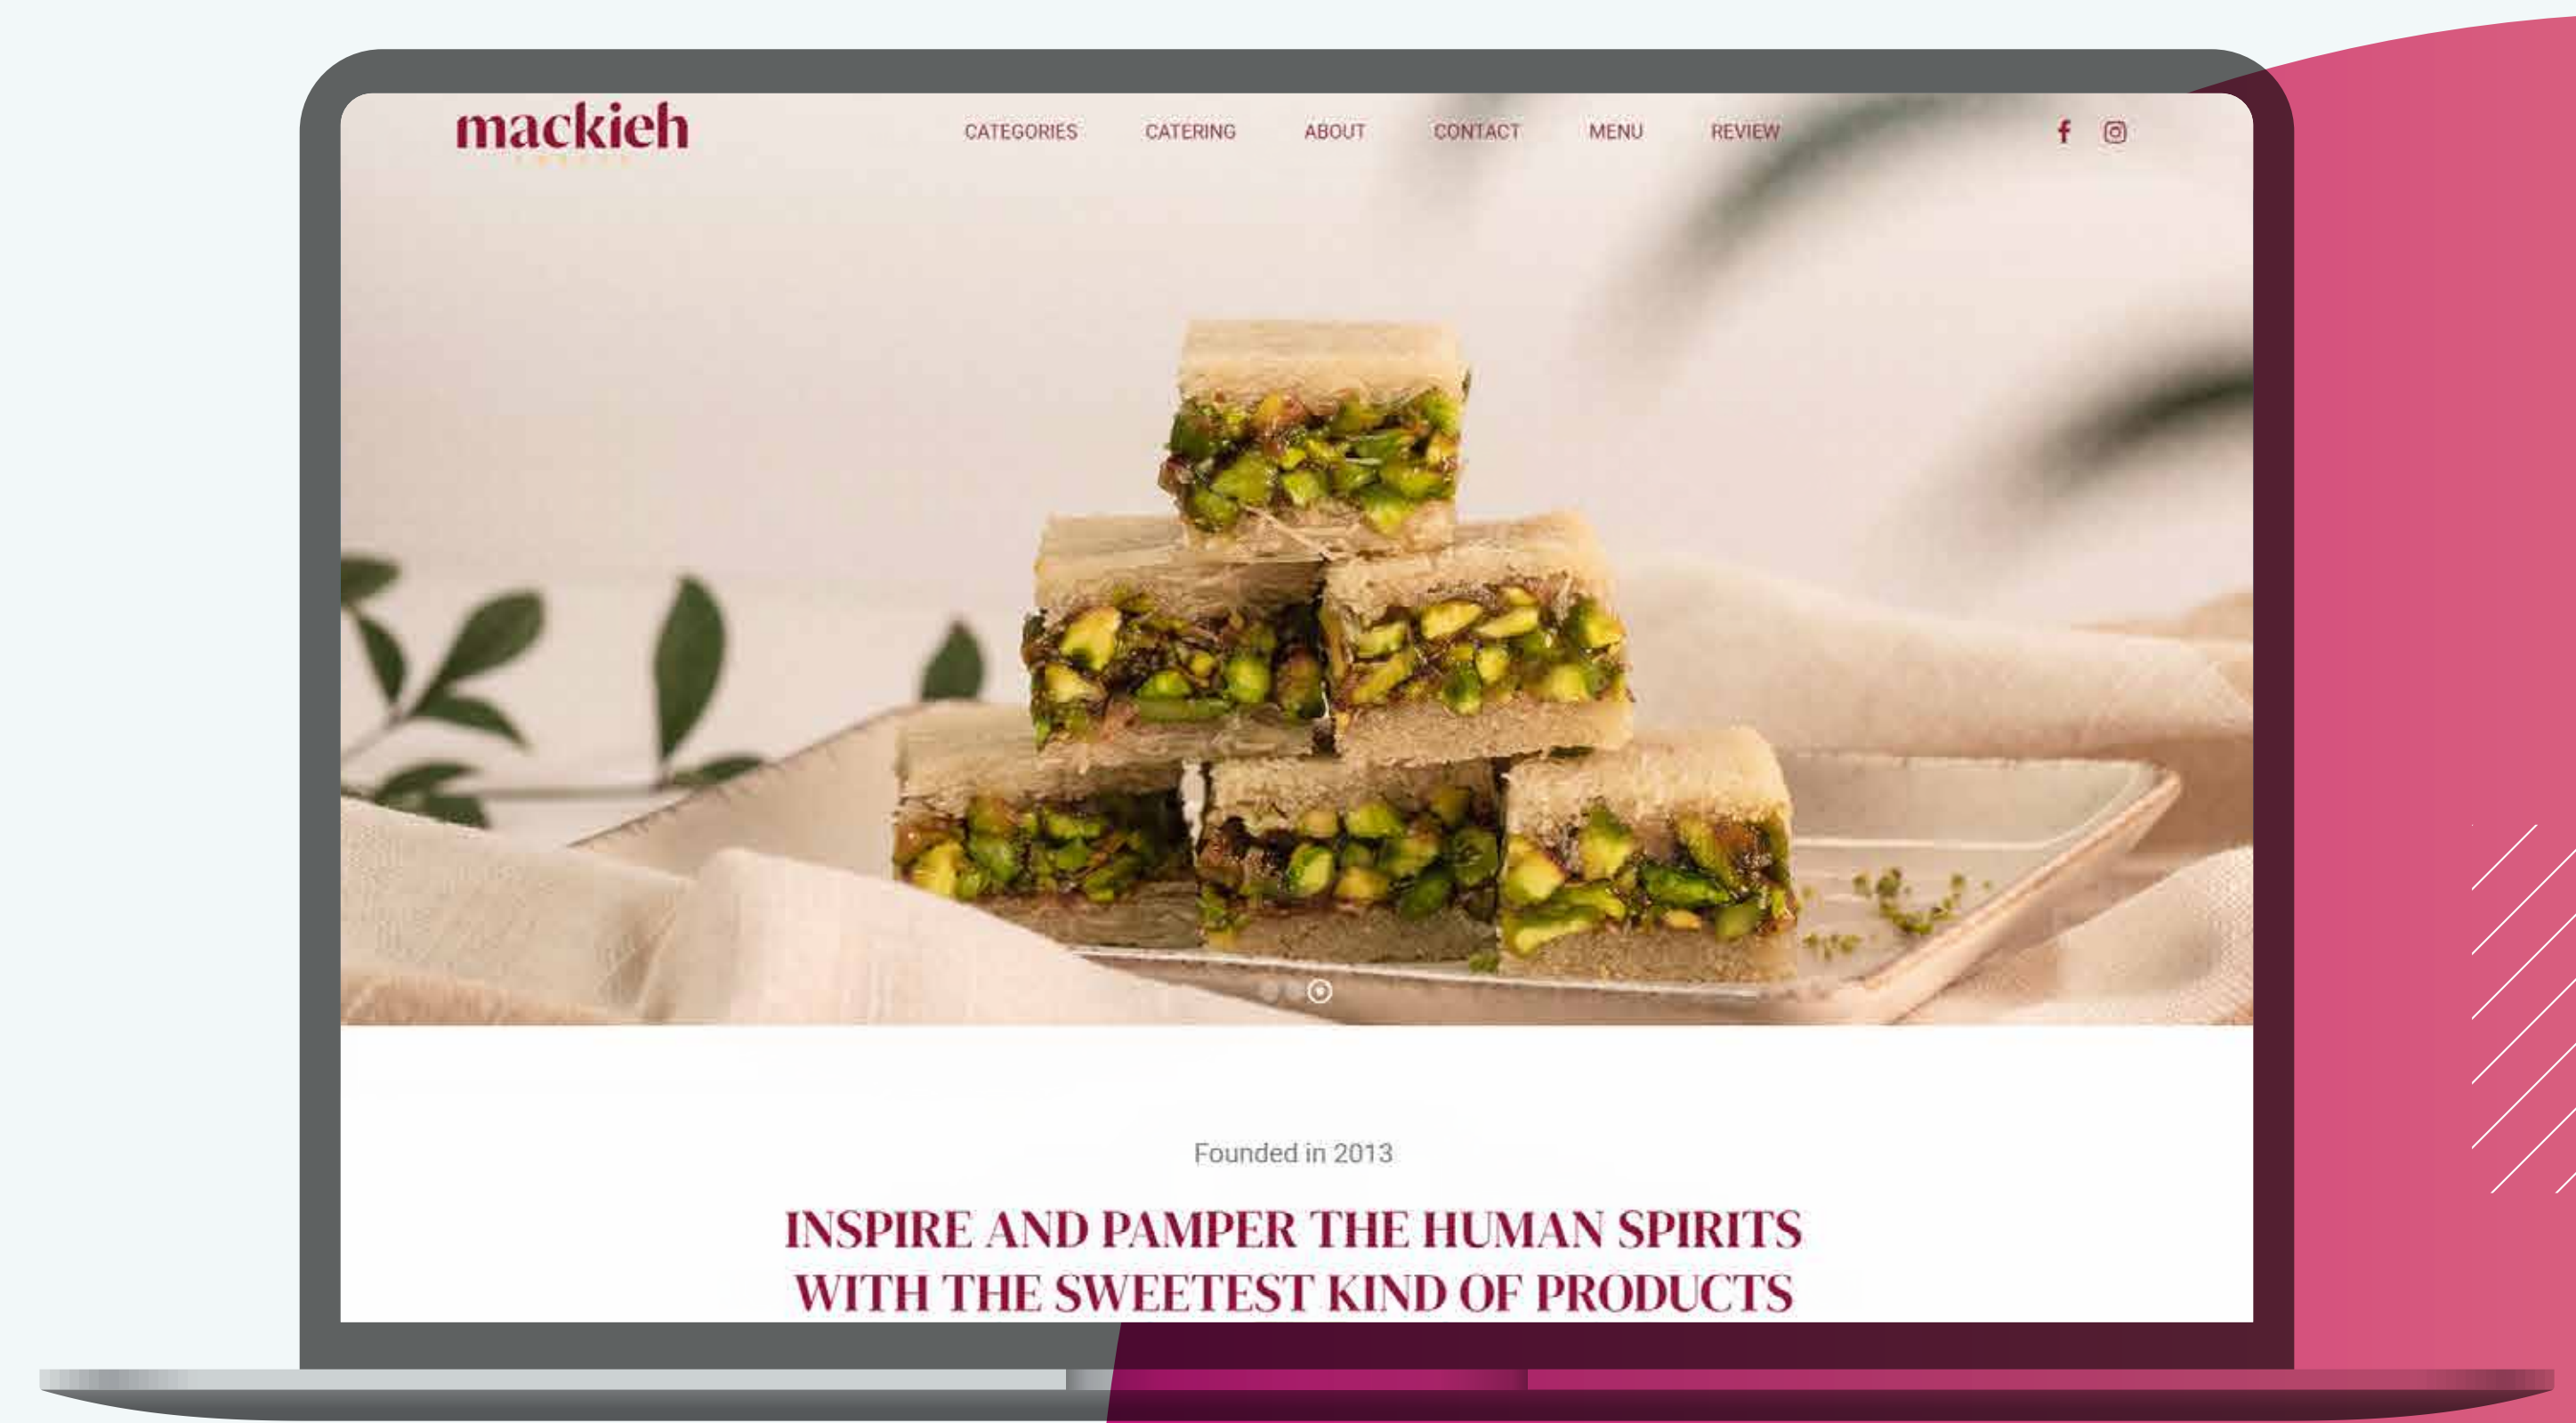 mackieh
CATEGORIES CATERING ABOUT CONTACT MENU REVIEW
Founded in 2013
INSPIRE AND PAMPER THE HUMAN SPIRITS
WITH THE SWEETEST KIND OF PRODUCTS